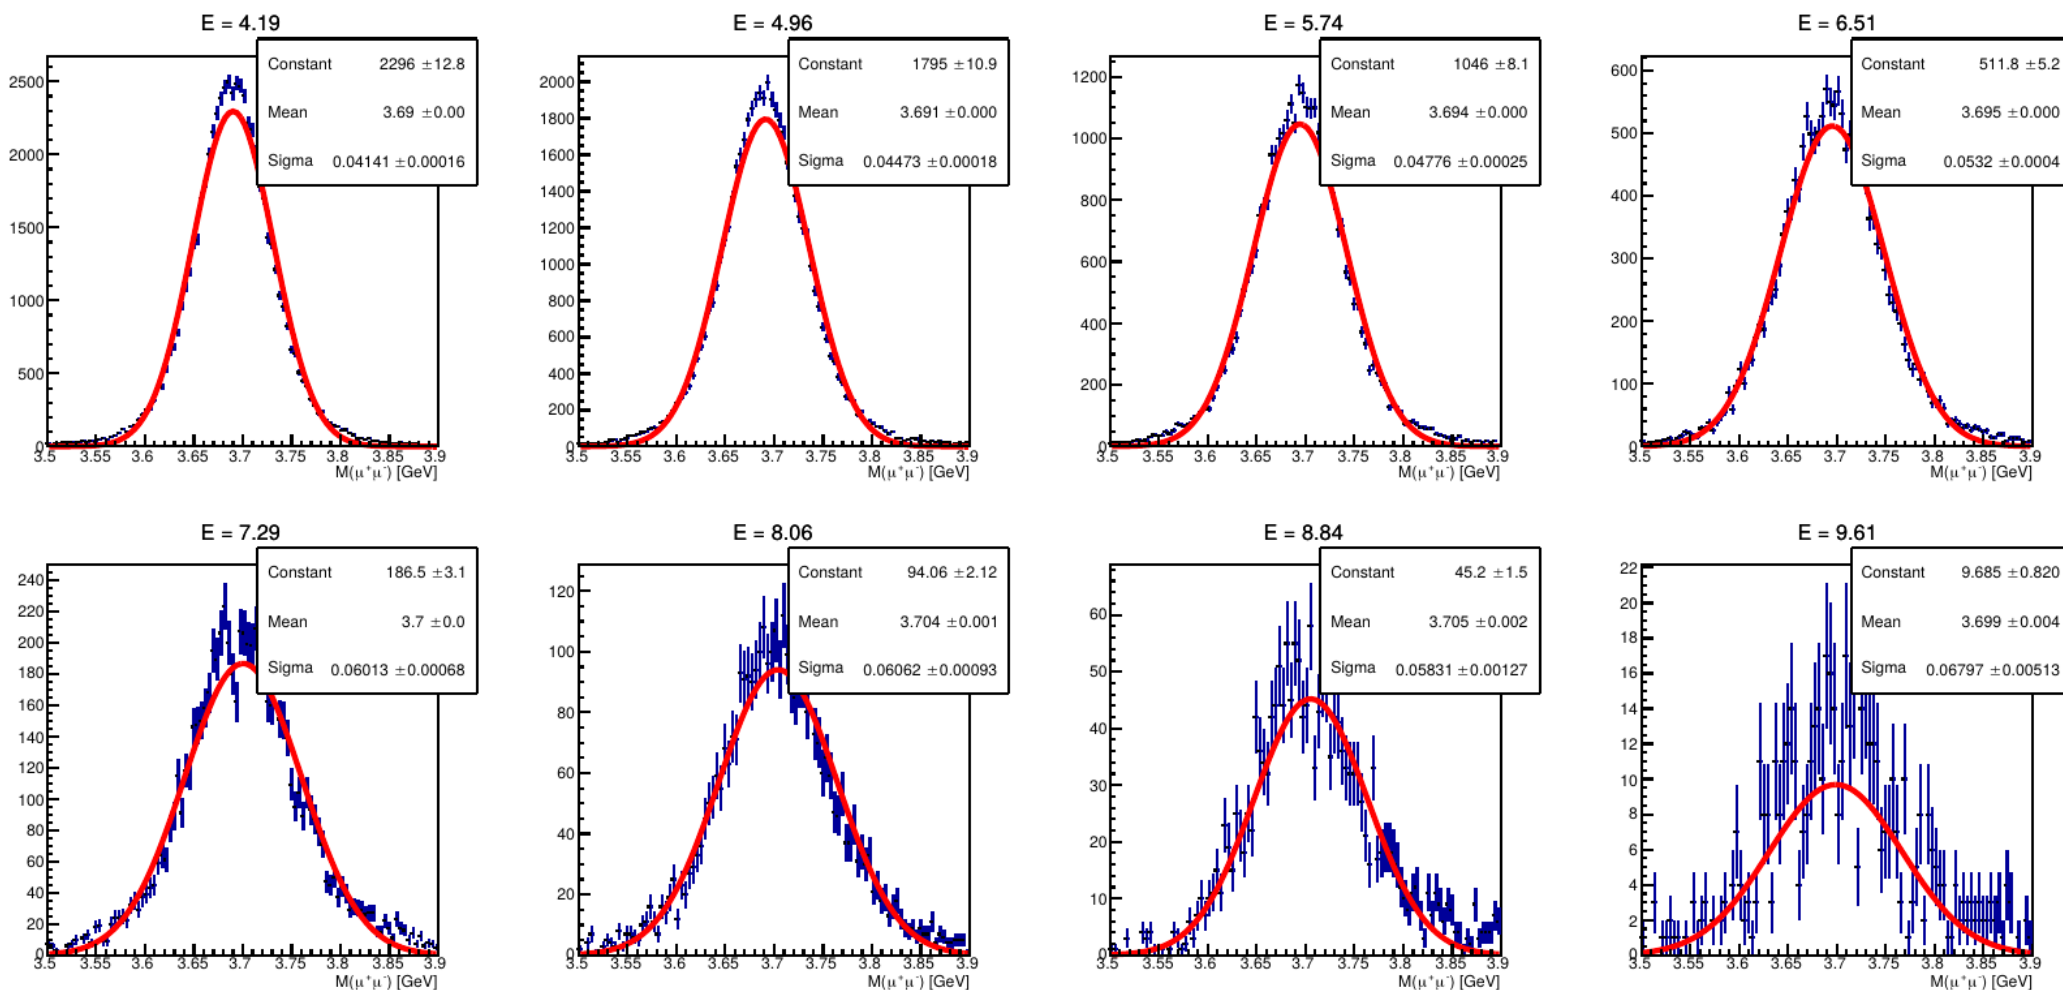 E = 4.19
Constant 2296 ±12.8
Mean 3.69 ±0.00
Sigma 0.04141 ±0.00016
2500
2000
1500
1000
500
0
3.5 3.55 3.6 3.65 3.7 3.75 3.8 3.85 3.9
M(μ⁺μ⁻) [GeV]
E = 4.96
Constant 1795 ±10.9
Mean 3.691 ±0.000
Sigma 0.04473 ±0.00018
2000
1800
1600
1400
1200
1000
800
600
400
200
0
3.5 3.55 3.6 3.65 3.7 3.75 3.8 3.85 3.9
M(μ⁺μ⁻) [GeV]
E = 5.74
Constant 1046 ±8.1
Mean 3.694 ±0.000
Sigma 0.04776 ±0.00025
1200
1000
800
600
400
200
0
3.5 3.55 3.6 3.65 3.7 3.75 3.8 3.85 3.9
M(μ⁺μ⁻) [GeV]
E = 6.51
Constant 511.8 ±5.2
Mean 3.695 ±0.000
Sigma 0.0532 ±0.0004
600
500
400
300
200
100
0
3.5 3.55 3.6 3.65 3.7 3.75 3.8 3.85 3.9
M(μ⁺μ⁻) [GeV]
E = 7.29
Constant 186.5 ±3.1
Mean 3.7 ±0.0
Sigma 0.06013 ±0.00068
240
220
200
180
160
140
120
100
80
60
40
20
0
3.5 3.55 3.6 3.65 3.7 3.75 3.8 3.85 3.9
M(μ⁺μ⁻) [GeV]
E = 8.06
Constant 94.06 ±2.12
Mean 3.704 ±0.001
Sigma 0.06062 ±0.00093
120
100
80
60
40
20
0
3.5 3.55 3.6 3.65 3.7 3.75 3.8 3.85 3.9
M(μ⁺μ⁻) [GeV]
E = 8.84
Constant 45.2 ±1.5
Mean 3.705 ±0.002
Sigma 0.05831 ±0.00127
60
50
40
30
20
10
0
3.5 3.55 3.6 3.65 3.7 3.75 3.8 3.85 3.9
M(μ⁺μ⁻) [GeV]
E = 9.61
Constant 9.685 ±0.820
Mean 3.699 ±0.004
Sigma 0.06797 ±0.00513
22
20
18
16
14
12
10
8
6
4
2
0
3.5 3.55 3.6 3.65 3.7 3.75 3.8 3.85 3.9
M(μ⁺μ⁻) [GeV]